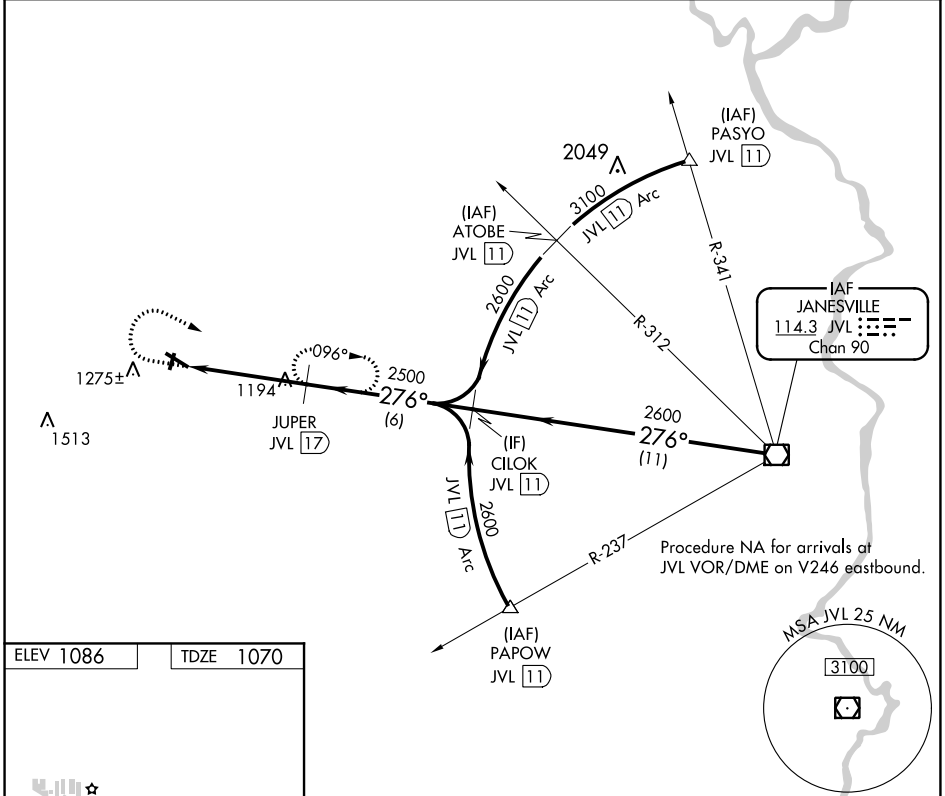 (IAF)
PASYO
JVL 11
2049
3100
JVL 11 Arc
(IAF)
ATOBE
JVL 11
2600
JVL 11 Arc
R-341
R-312
IAF
JANESVILLE
114.3 JVL
Chan 90
096°
1275±
1194
2500
276°
(6)
JUPER
JVL 17
1513
(IF)
CILOK
JVL 11
2600
276°
(11)
JVL 11 Arc
2600
R-237
Procedure NA for arrivals at
JVL VOR/DME on V246 eastbound.
(IAF)
PAPOW
JVL 11
MSA JVL 25 NM
3100
ELEV 1086
TDZE 1070